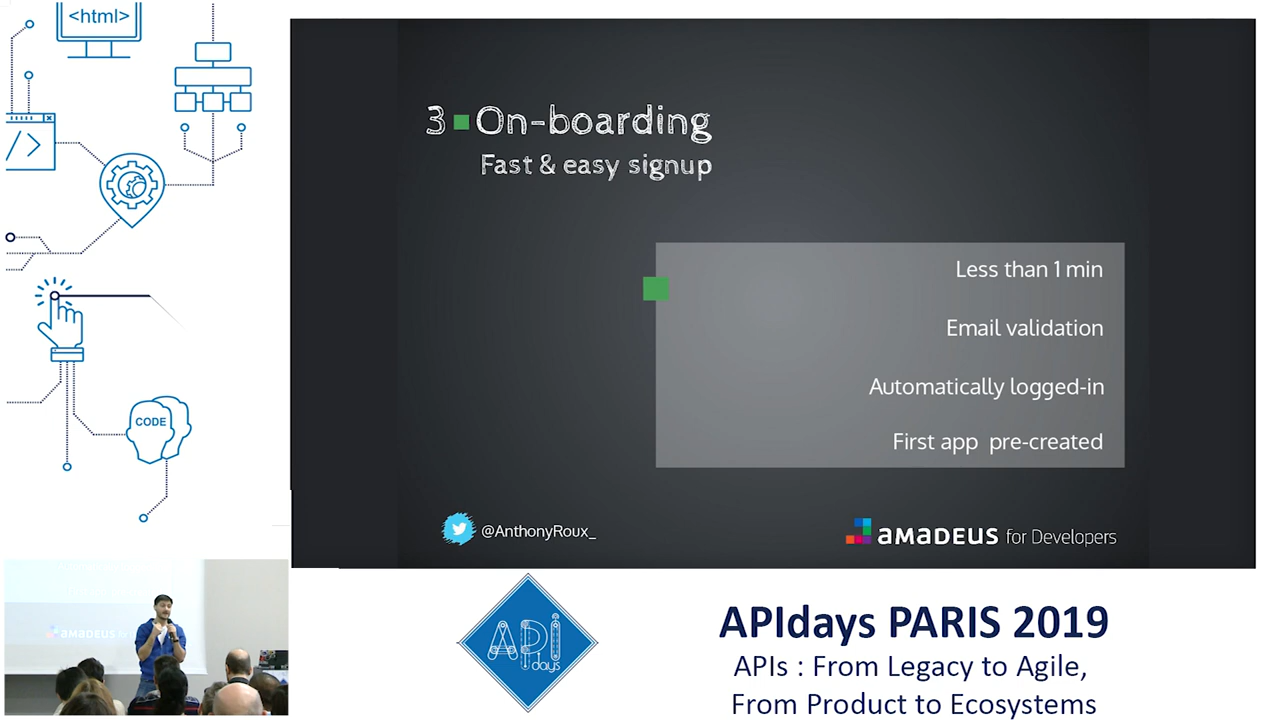 <html>
</>
CODE
3 On-boarding
Fast & easy signup
Less than 1 min
Email validation
Automatically logged-in
First app pre-created
@AnthonyRoux_
amadeus for Developers
amadeus
API
days
APIdays PARIS 2019
APIs : From Legacy to Agile,
From Product to Ecosystems